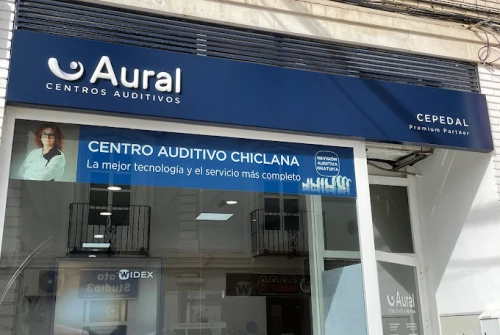 Aural
CENTROS AUDITIVOS
CEPEDAL
Premium Partner
CENTRO AUDITIVO CHICLANA
La mejor tecnología y el servicio más completo
REVISIÓN
AUDITIVA
GRATUITA
WIDEX
Aural